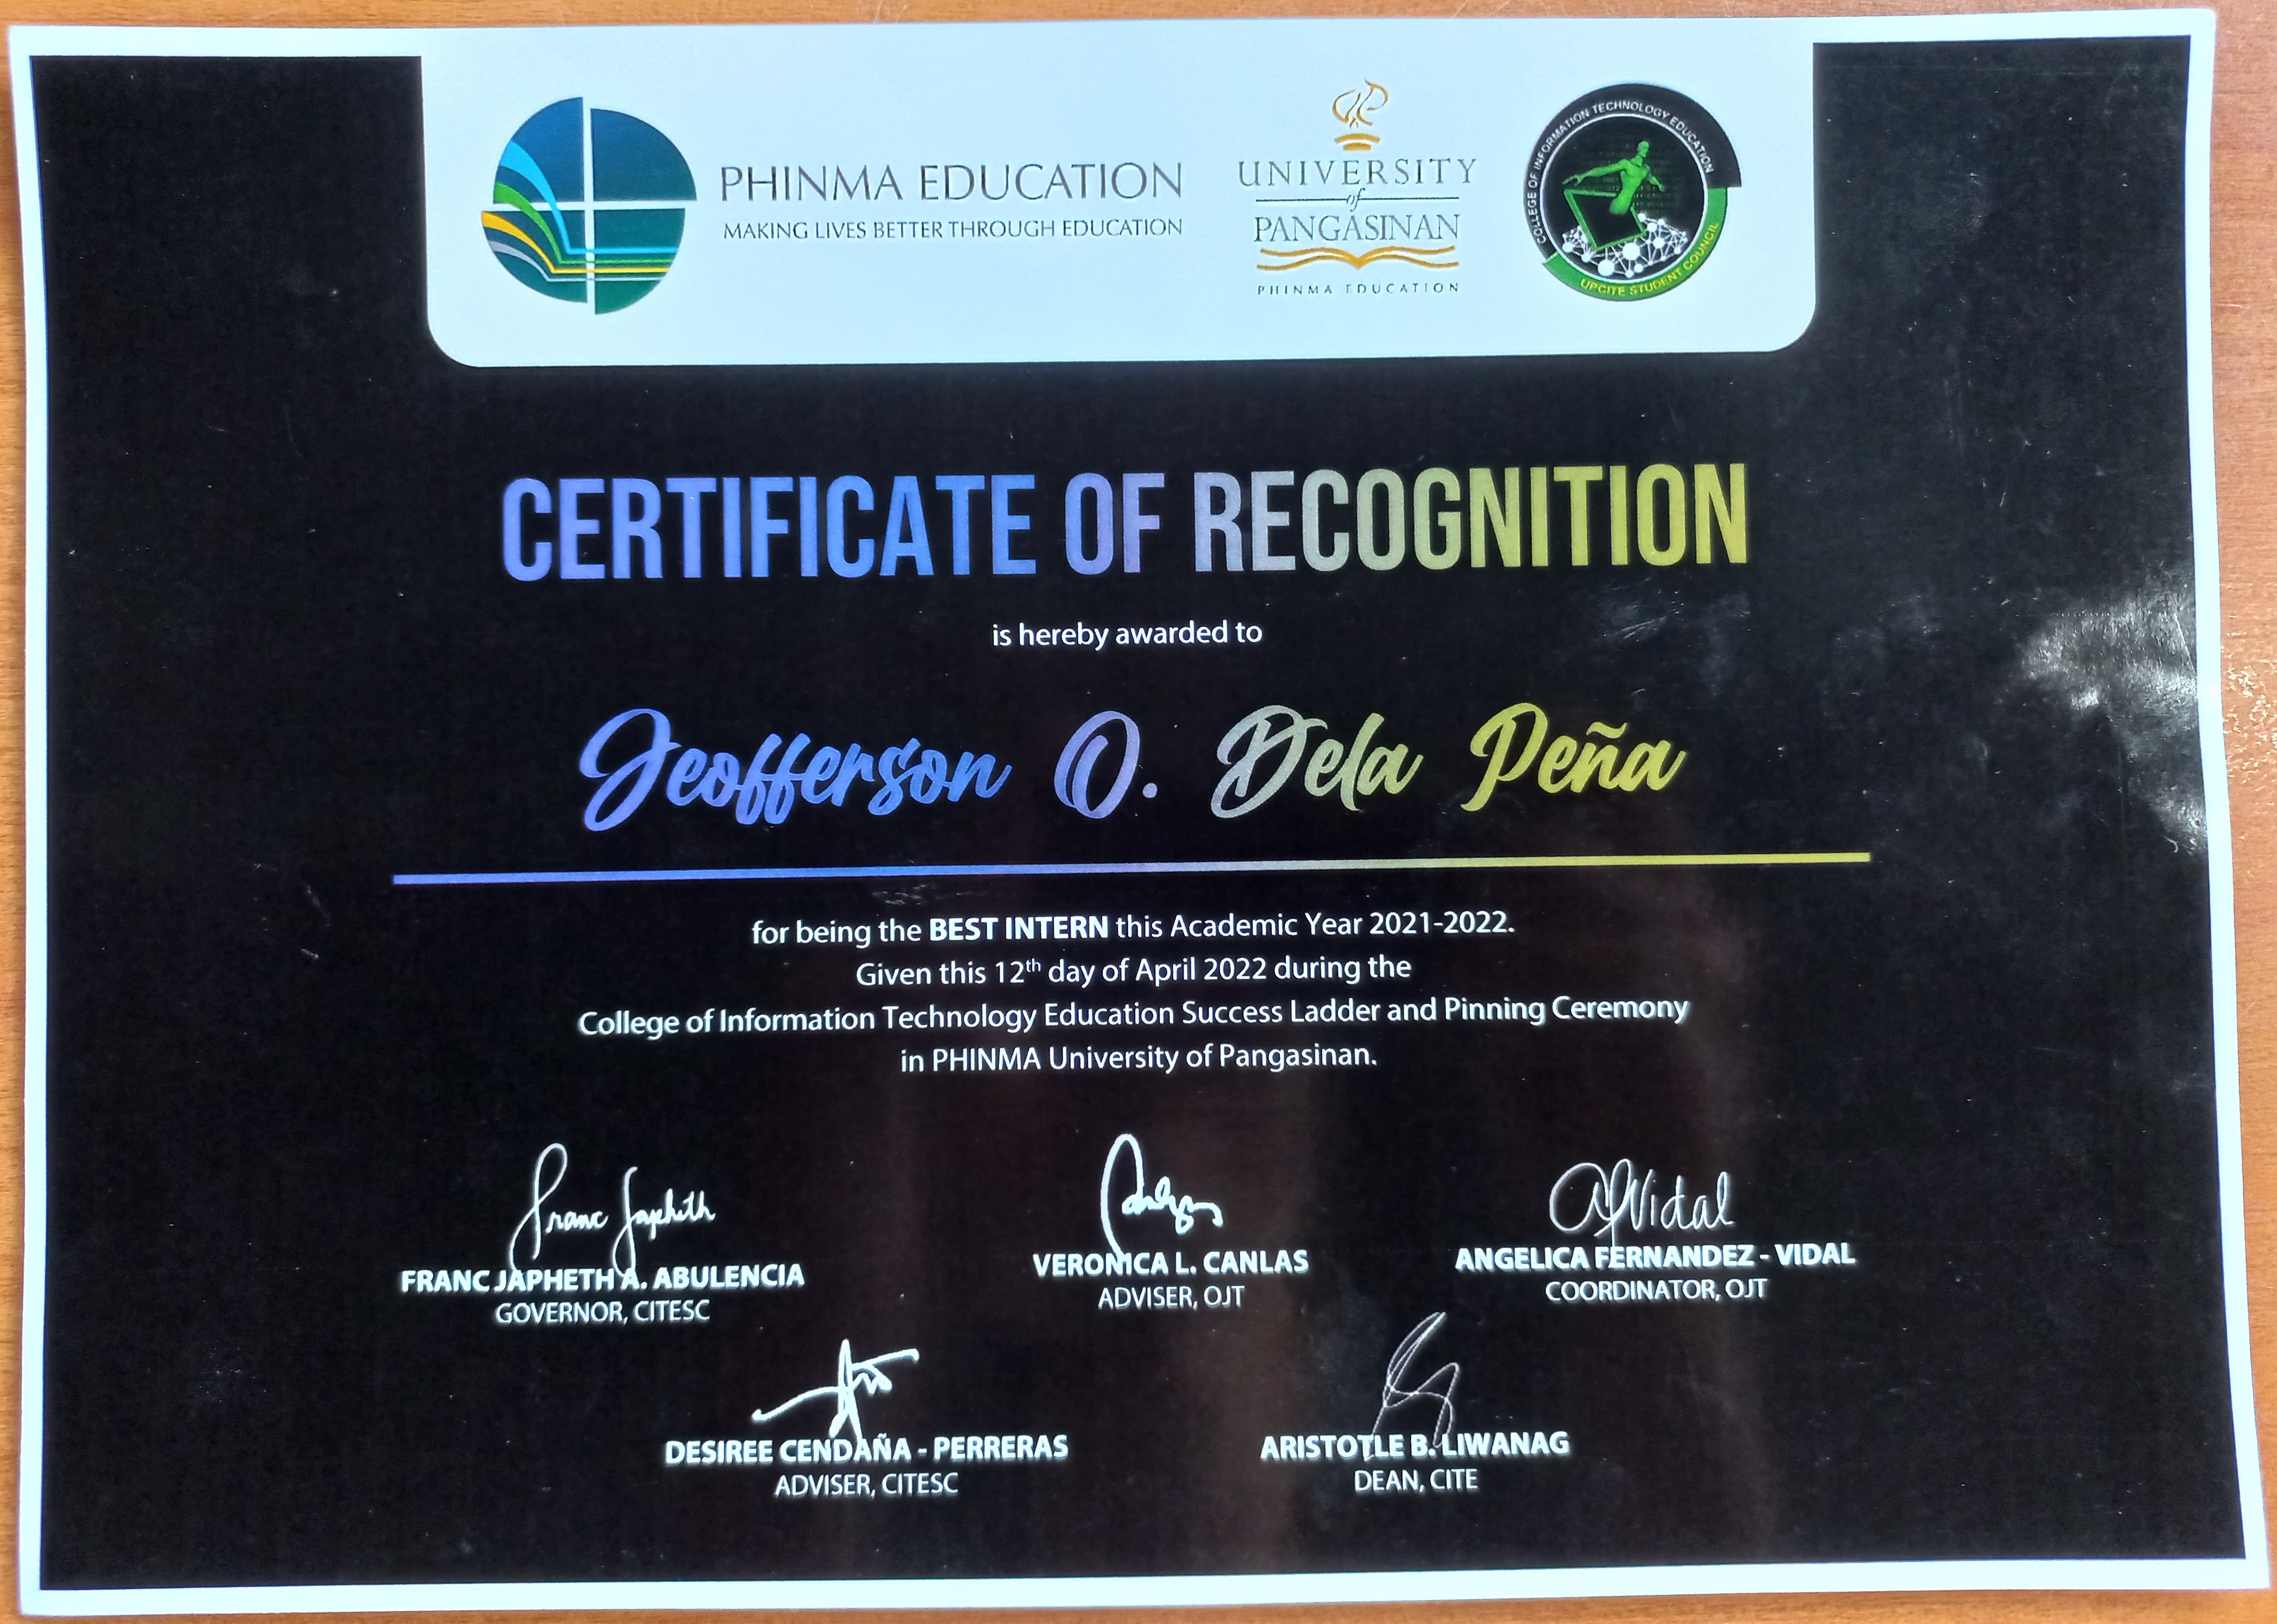 PHINMA EDUCATION
MAKING LIVES BETTER THROUGH EDUCATION
UNIVERSITY
of
PANGASINAN
PHINMA EDUCATION
COLLEGE OF INFORMATION TECHNOLOGY EDUCATION
UPCITE STUDENT COUNCIL
CERTIFICATE OF RECOGNITION
is hereby awarded to
Jeofferson O. Dela Peña
for being the BEST INTERN this Academic Year 2021-2022.
Given this 12th day of April 2022 during the
College of Information Technology Education Success Ladder and Pinning Ceremony
in PHINMA University of Pangasinan.
Franc Japheth
FRANC JAPHETH A. ABULENCIA
GOVERNOR, CITESC
VERONICA L. CANLAS
ADVISER, OJT
AFVidal
ANGELICA FERNANDEZ - VIDAL
COORDINATOR, OJT
DESIREE CENDAÑA - PERRERAS
ADVISER, CITESC
ARISTOTLE B. LIWANAG
DEAN, CITE